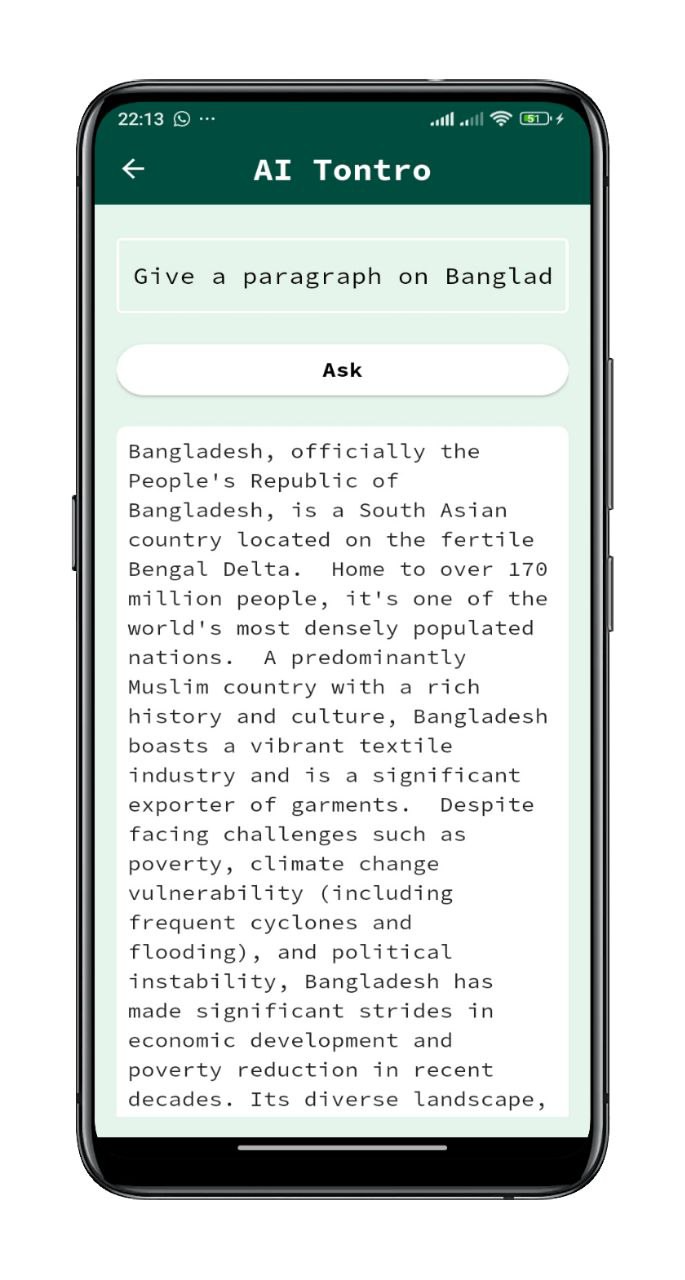 22:13
51
AI Tontro
Give a paragraph on Banglad
Ask
Bangladesh, officially the
People's Republic of
Bangladesh, is a South Asian
country located on the fertile
Bengal Delta.  Home to over 170
million people, it's one of the
world's most densely populated
nations.  A predominantly
Muslim country with a rich
history and culture, Bangladesh
boasts a vibrant textile
industry and is a significant
exporter of garments.  Despite
facing challenges such as
poverty, climate change
vulnerability (including
frequent cyclones and
flooding), and political
instability, Bangladesh has
made significant strides in
economic development and
poverty reduction in recent
decades. Its diverse landscape,